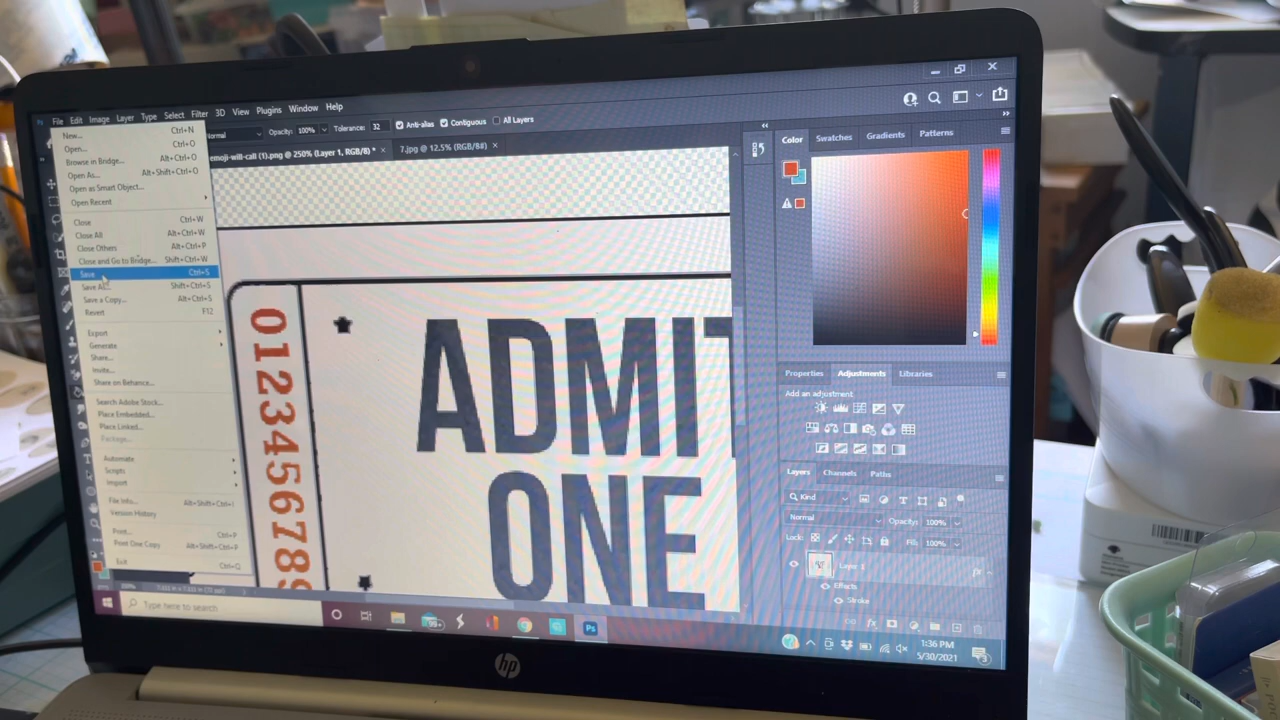 File Edit Image Layer Type Select Filter 3D View Plugins Window Help
Normal Opacity: 100% Tolerance: 32 Anti-alias Contiguous All Layers
emoji-will-call (1).png @ 250% (Layer 1, RGB/8#) * × 7.jpg @ 12.5% (RGB/8#) ×
New... Ctrl+N
Open... Ctrl+O
Browse in Bridge... Alt+Ctrl+O
Open As... Alt+Shift+Ctrl+O
Open as Smart Object...
Open Recent
Close Ctrl+W
Close All Alt+Ctrl+W
Close Others Alt+Ctrl+P
Close and Go to Bridge... Shift+Ctrl+W
Save Ctrl+S
Save As... Shift+Ctrl+S
Save a Copy... Alt+Ctrl+S
Revert F12
Export
Generate
Share...
Invite...
Share on Behance...
Search Adobe Stock...
Place Embedded...
Place Linked...
Package...
Automate
Scripts
Import
File Info... Alt+Shift+Ctrl+I
Version History
Print... Ctrl+P
Print One Copy Alt+Shift+Ctrl+P
Exit Ctrl+Q
0123456789
ADMIT
ONE
Color Swatches Gradients Patterns
Properties Adjustments Libraries
Add an adjustment
Layers Channels Paths
Kind
Normal Opacity: 100%
Lock: Fill: 100%
Layer 1 fx
Effects
Stroke
Type here to search
99+
Ps
1:36 PM
5/30/2021
3
hp